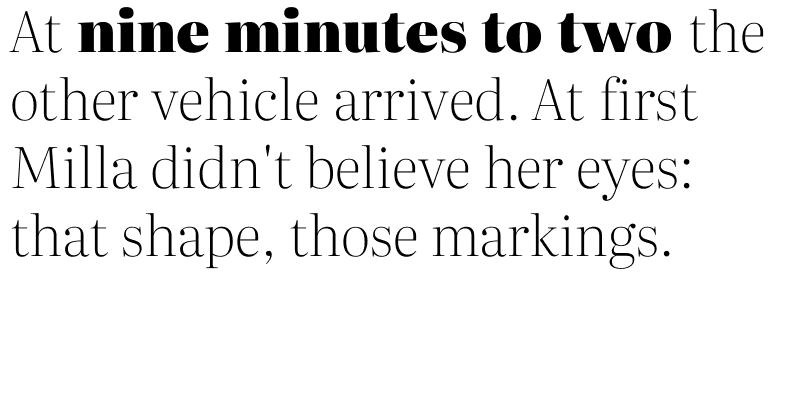 At nine minutes to two the
other vehicle arrived. At first
Milla didn't believe her eyes:
that shape, those markings.